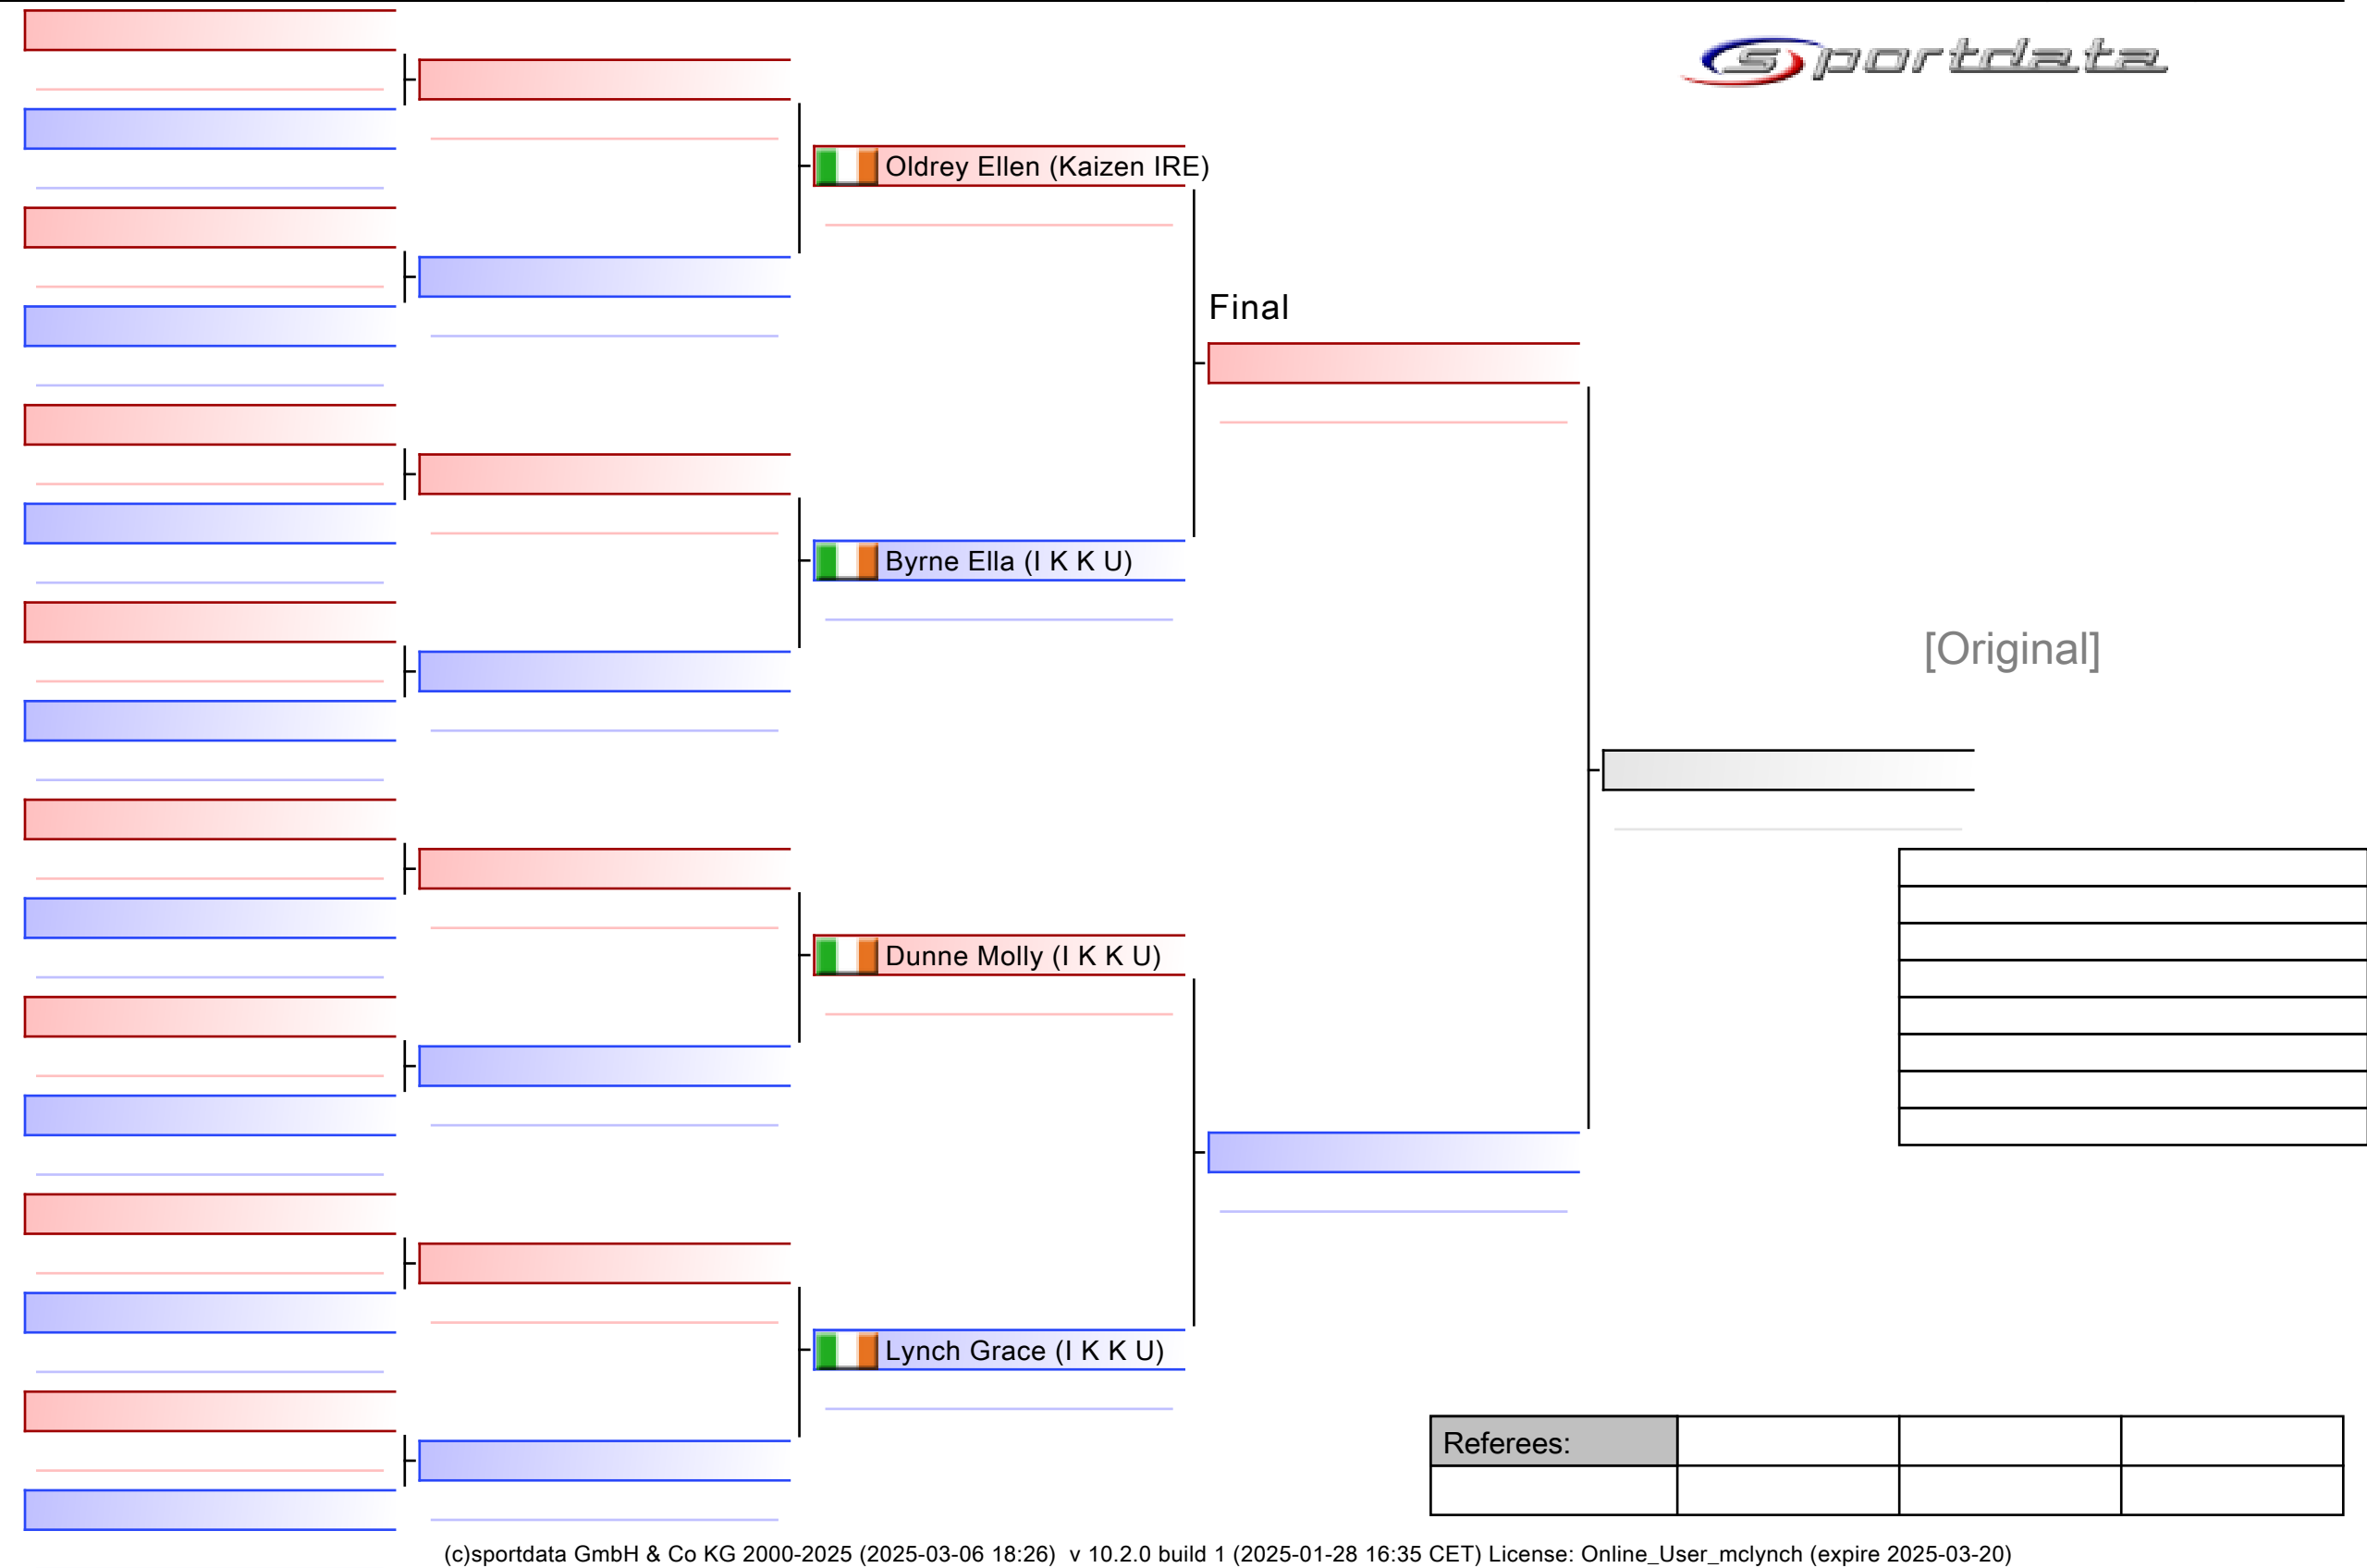 sportdata
Oldrey Ellen (Kaizen IRE)
Final
Byrne Ella (I K K U)
[Original]
Dunne Molly (I K K U)
Lynch Grace (I K K U)
Referees:
(c)sportdata GmbH & Co KG 2000-2025 (2025-03-06 18:26)  v 10.2.0 build 1 (2025-01-28 16:35 CET) License: Online_User_mclynch (expire 2025-03-20)